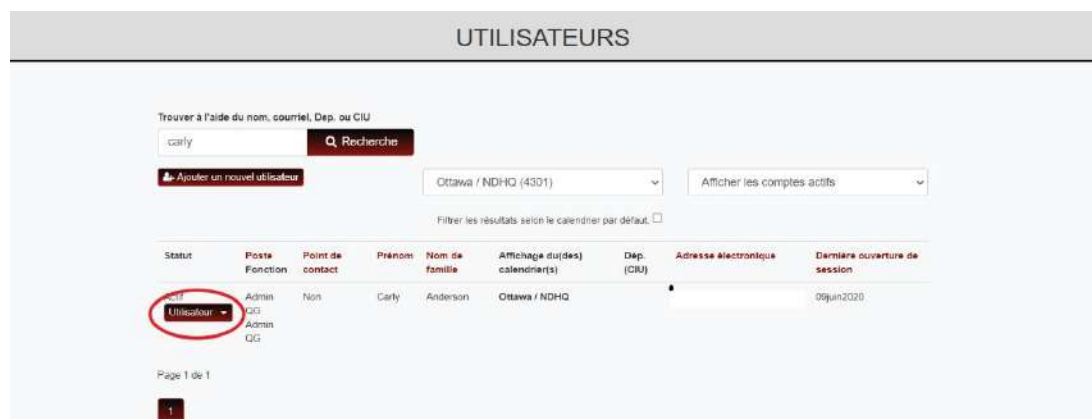 UTILISATEURS
Trouver à l'aide du nom, courriel, Dep. ou CIU
carly
Recherche
Ajouter un nouvel utilisateur
Ottawa / NDHQ (4301)
Afficher les comptes actifs
Filtrer les résultats selon le calendrier par défaut.
Statut Poste Point de Prénom Nom de Affichage du(des) Dép. Adresse électronique Dernière ouverture de
Fonction contact famille calendrier(s) (CIU) session
Actif Admin Non Carly Anderson Ottawa / NDHQ 09juin2020
Utilisateur QG
Admin
QG
Page 1 de 1
1